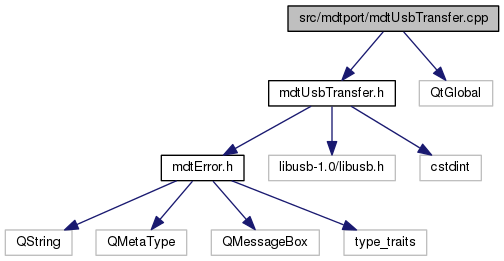 src/mdtport/mdtUsbTransfer.cpp
mdtUsbTransfer.h
QtGlobal
mdtError.h
libusb-1.0/libusb.h
cstdint
QString
QMetaType
QMessageBox
type_traits